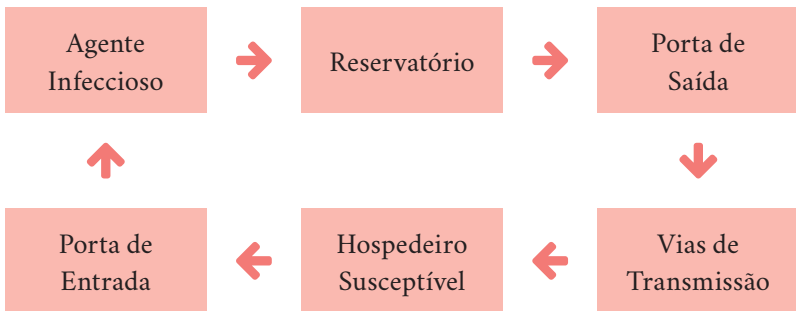 Agente
Infeccioso
Reservatório
Porta de
Saída
Porta de
Entrada
Hospedeiro
Susceptível
Vias de
Transmissão